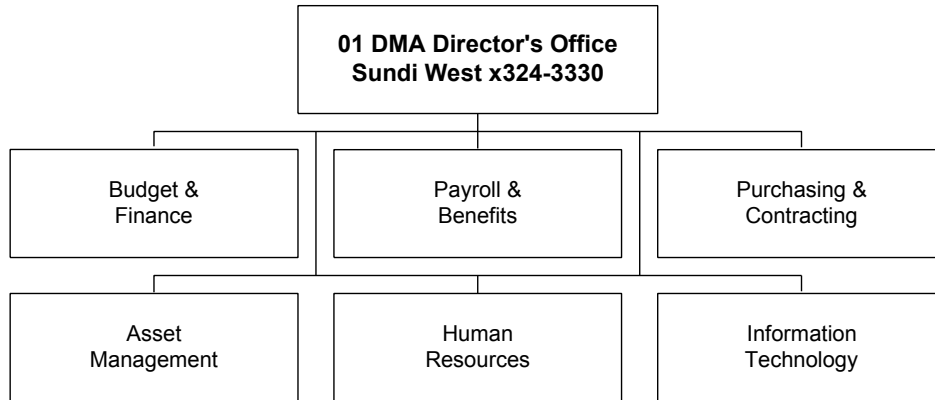 01 DMA Director's Office
Sundi West x324-3330
Budget &
Finance
Payroll &
Benefits
Purchasing &
Contracting
Asset
Management
Human
Resources
Information
Technology